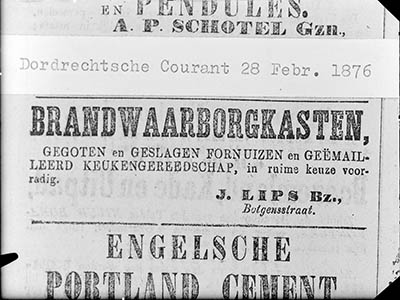 EN PENDULES.
A. P. SCHOTEL Gzn.,
Dordrechtsche Courant 28 Febr. 1876
BRANDWAARBORGKASTEN,
GEGOTEN en GESLAGEN FORNUIZEN en GEËMAIL-
LEERD KEUKENGEREEDSCHAP, in ruime keuze voor-
radig.
J. LIPS Bz.,
Botgensstraat.
ENGELSCHE
PORTLAND CEMENT